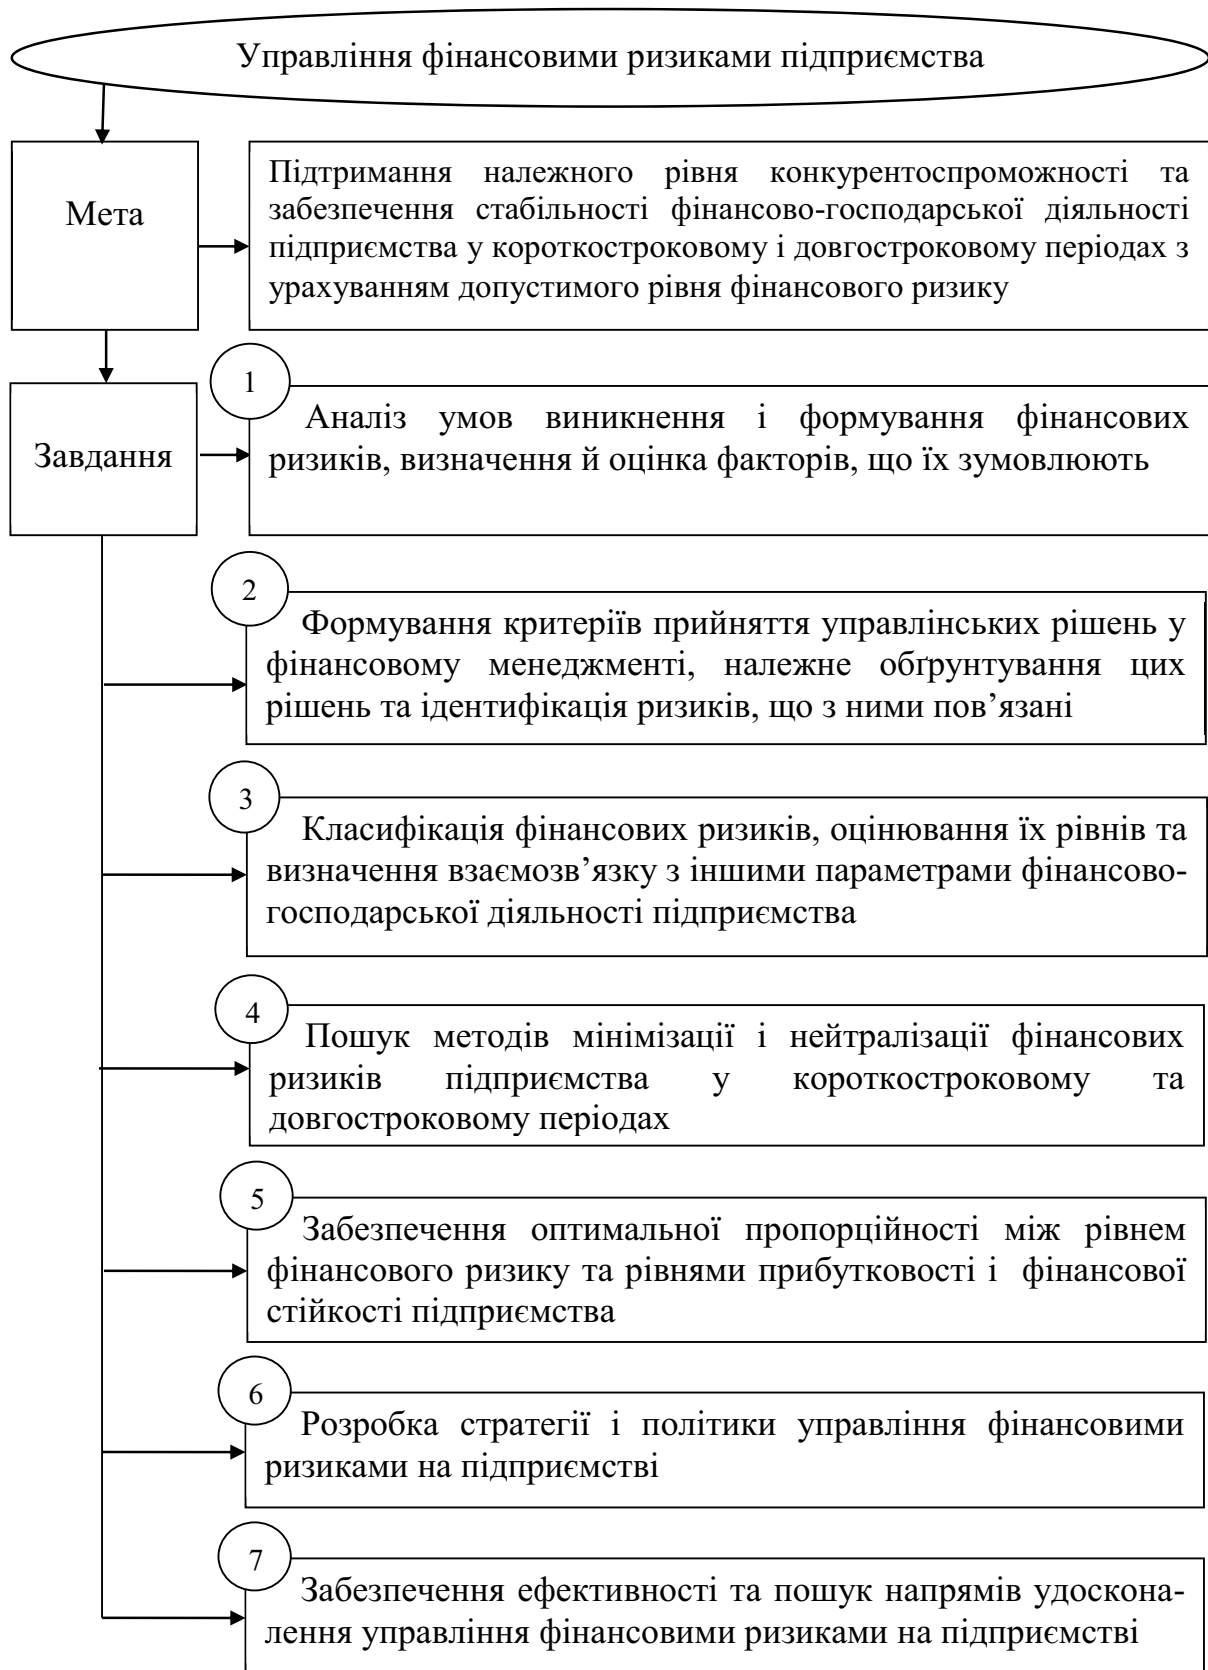 Управління фінансовими ризиками підприємства
Мета
Підтримання належного рівня конкурентоспроможності та
забезпечення стабільності фінансово-господарської діяльності
підприємства у короткостроковому і довгостроковому періодах з
урахуванням допустимого рівня фінансового ризику
Завдання
1
Аналіз умов виникнення і формування фінансових
ризиків, визначення й оцінка факторів, що їх зумовлюють
2
Формування критеріїв прийняття управлінських рішень у
фінансовому менеджменті, належне обґрунтування цих
рішень та ідентифікація ризиків, що з ними пов’язані
3
Класифікація фінансових ризиків, оцінювання їх рівнів та
визначення взаємозв’язку з іншими параметрами фінансово-
господарської діяльності підприємства
4
Пошук методів мінімізації і нейтралізації фінансових
ризиків підприємства у короткостроковому та
довгостроковому періодах
5
Забезпечення оптимальної пропорційності між рівнем
фінансового ризику та рівнями прибутковості і фінансової
стійкості підприємства
6
Розробка стратегії і політики управління фінансовими
ризиками на підприємстві
7
Забезпечення ефективності та пошук напрямів удоскона-
лення управління фінансовими ризиками на підприємстві